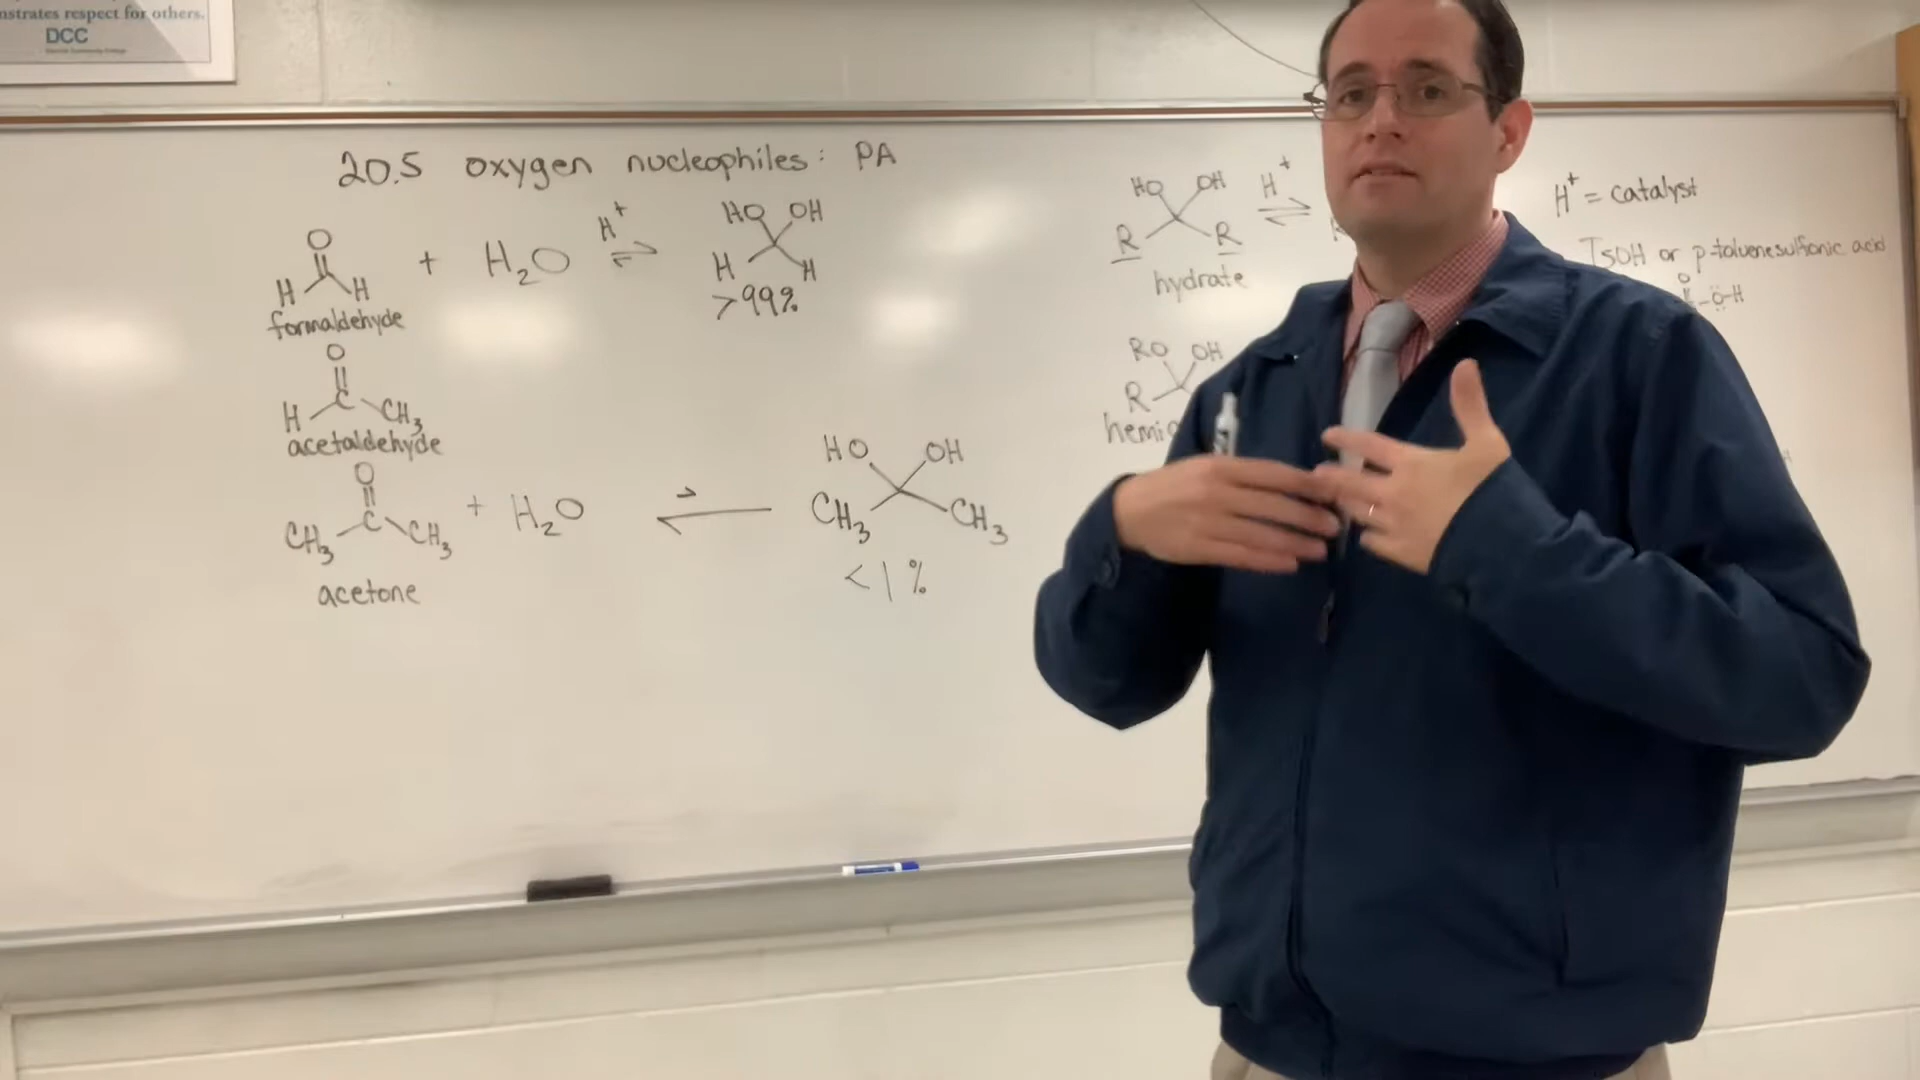 nstrates respect for others.
DCC
20.5 oxygen nucleophiles: PA
O
H H
formaldehyde
+ H2O
H+
HO OH
H H
>99%
O
H C CH3
acetaldehyde
O
CH3 C CH3
acetone
+ H2O
HO OH
CH3 CH3
<1%
HO OH
R R
hydrate
H+
RO OH
R
hemi
H+ = catalyst
TsOH or p-toluenesulfonic acid
O
-O-H